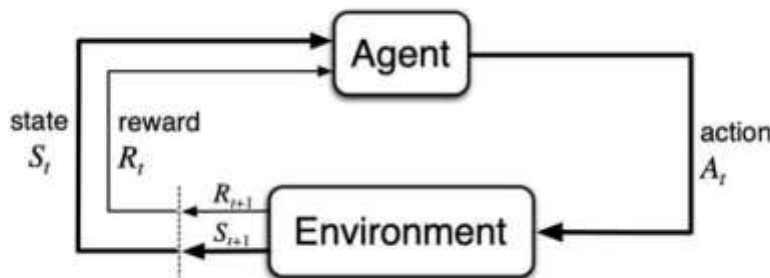 Agent
state
S_t
reward
R_t
action
A_t
R_{t+1}
S_{t+1}
Environment